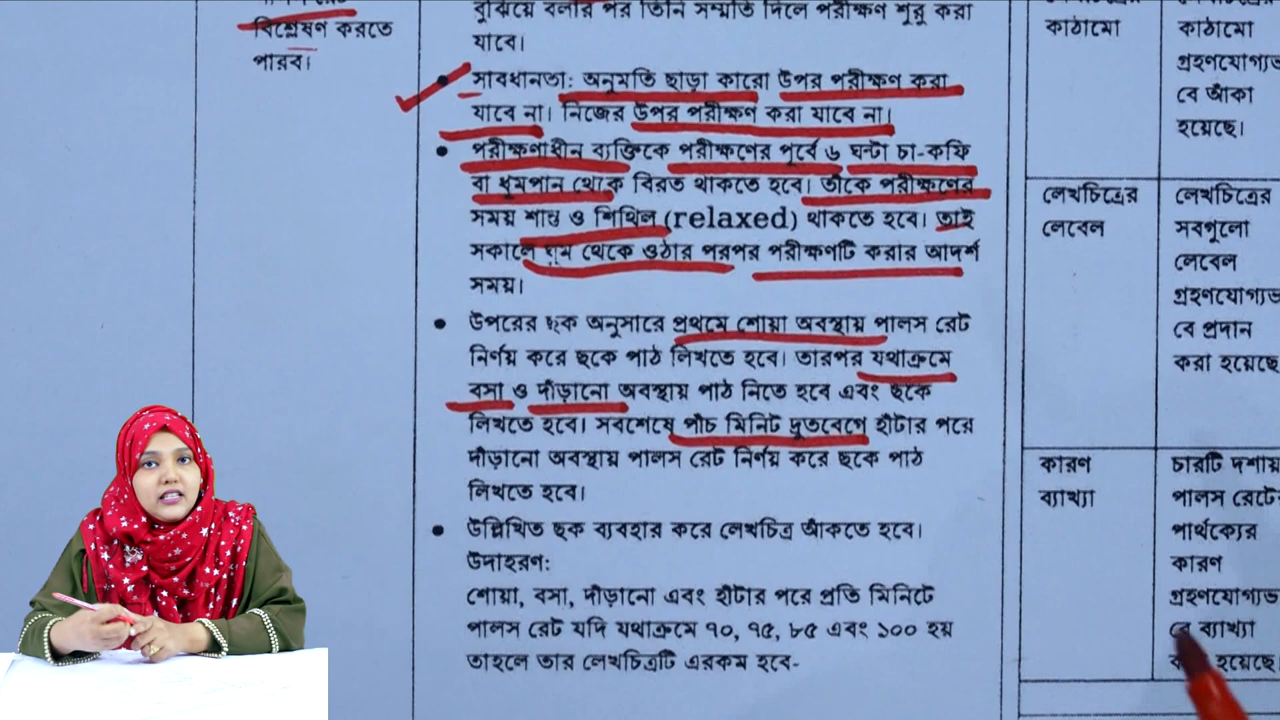 বিশ্লেষণ করতে
পারব।
বুঝিয়ে বলার পর তিনি সম্মতি দিলে পরীক্ষণ শুরু করা
যাবে।
সাবধানতা: অনুমতি ছাড়া কারো উপর পরীক্ষণ করা
যাবে না। নিজের উপর পরীক্ষণ করা যাবে না।
পরীক্ষণাধীন ব্যক্তিকে পরীক্ষণের পূর্বে ৬ ঘন্টা চা-কফি
বা ধূমপান থেকে বিরত থাকতে হবে। তাঁকে পরীক্ষণের
সময় শান্ত ও শিথিল (relaxed) থাকতে হবে। তাই
সকালে ঘুম থেকে ওঠার পরপর পরীক্ষণটি করার আদর্শ
সময়।
উপরের ছক অনুসারে প্রথমে শোয়া অবস্থায় পালস রেট
নির্ণয় করে ছকে পাঠ লিখতে হবে। তারপর যথাক্রমে
বসা ও দাঁড়ানো অবস্থায় পাঠ নিতে হবে এবং ছকে
লিখতে হবে। সবশেষে পাঁচ মিনিট দ্রুতবেগে হাঁটার পরে
দাঁড়ানো অবস্থায় পালস রেট নির্ণয় করে ছকে পাঠ
লিখতে হবে।
উল্লিখিত ছক ব্যবহার করে লেখচিত্র আঁকতে হবে।
উদাহরণ:
শোয়া, বসা, দাঁড়ানো এবং হাঁটার পরে প্রতি মিনিটে
পালস রেট যদি যথাক্রমে ৭০, ৭৫, ৮৫ এবং ১০০ হয়
তাহলে তার লেখচিত্রটি এরকম হবে-
কাঠামো
কাঠামো
গ্রহণযোগ্যভ
বে আঁকা
হয়েছে।
লেখচিত্রের
লেবেল
লেখচিত্রের
সবগুলো
লেবেল
গ্রহণযোগ্যভ
বে প্রদান
করা হয়েছে
কারণ
ব্যাখ্যা
চারটি দশায়
পালস রেটে
পার্থক্যের
কারণ
গ্রহণযোগ্যভ
বে ব্যাখ্যা
হয়েছে।